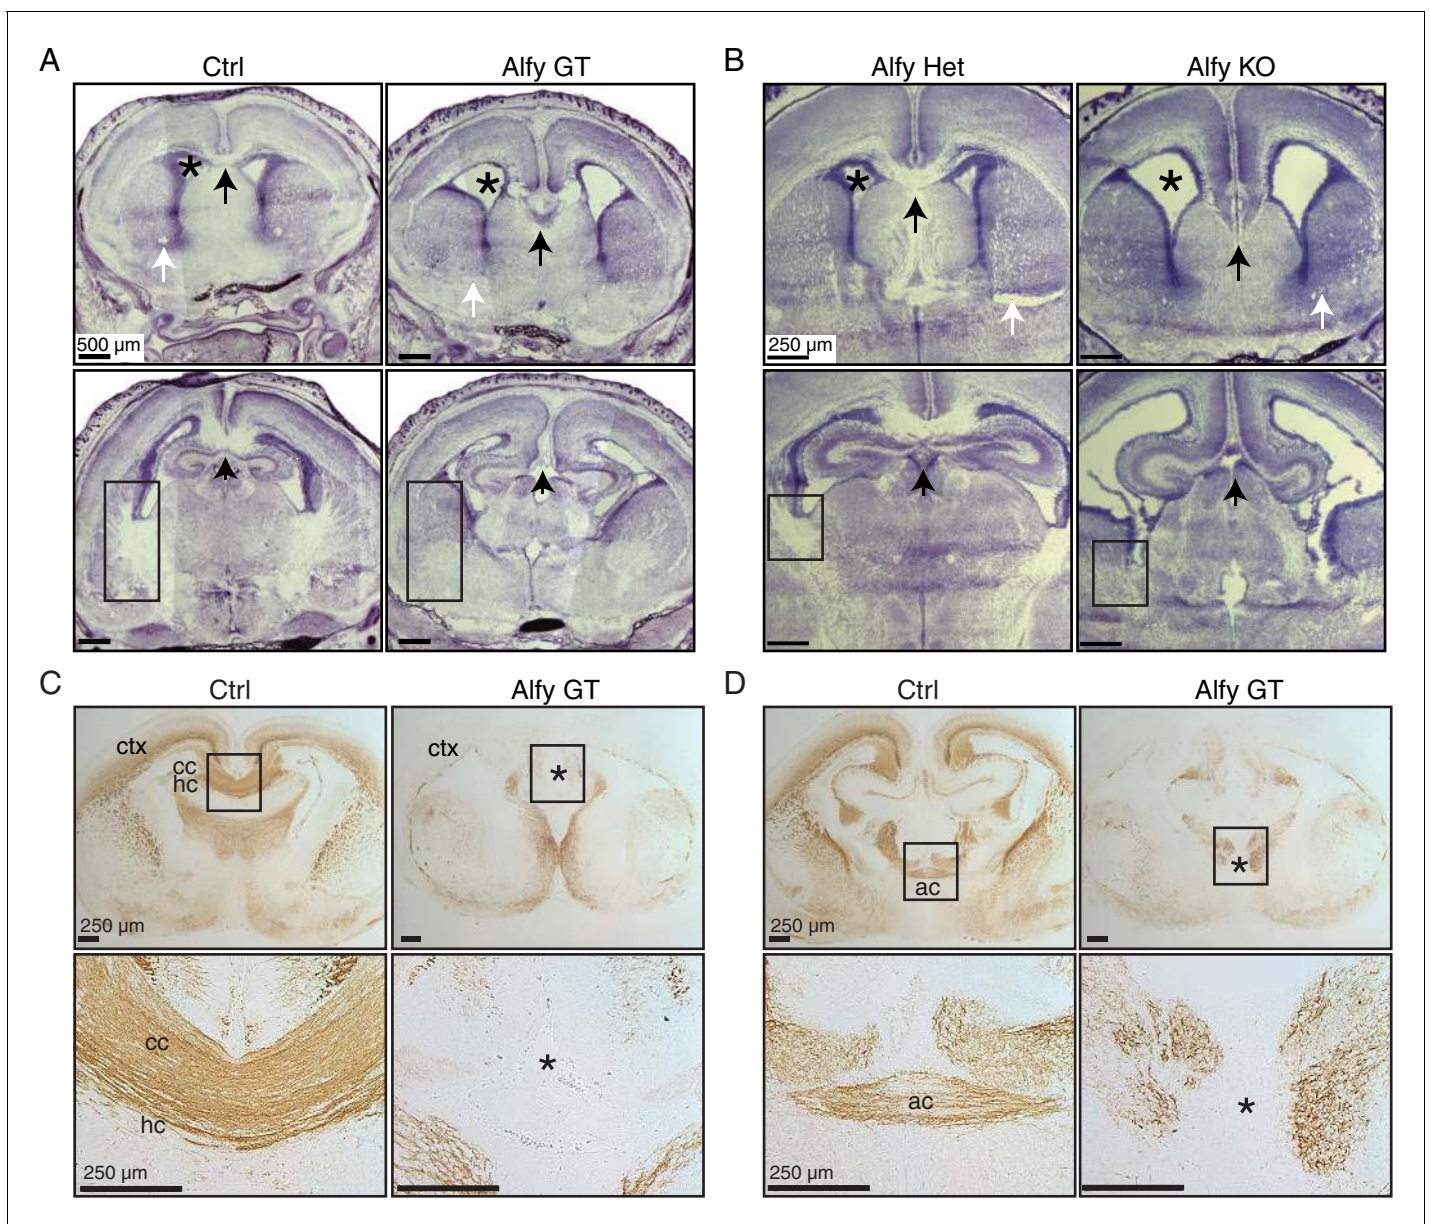 A
Ctrl
Alfy GT
B
Alfy Het
Alfy KO
*
*
*
*
500 µm
250 µm
C
Ctrl
Alfy GT
D
Ctrl
Alfy GT
ctx
cc
hc
ctx
*
*
ac
250 µm
250 µm
cc
hc
*
ac
*
250 µm
250 µm